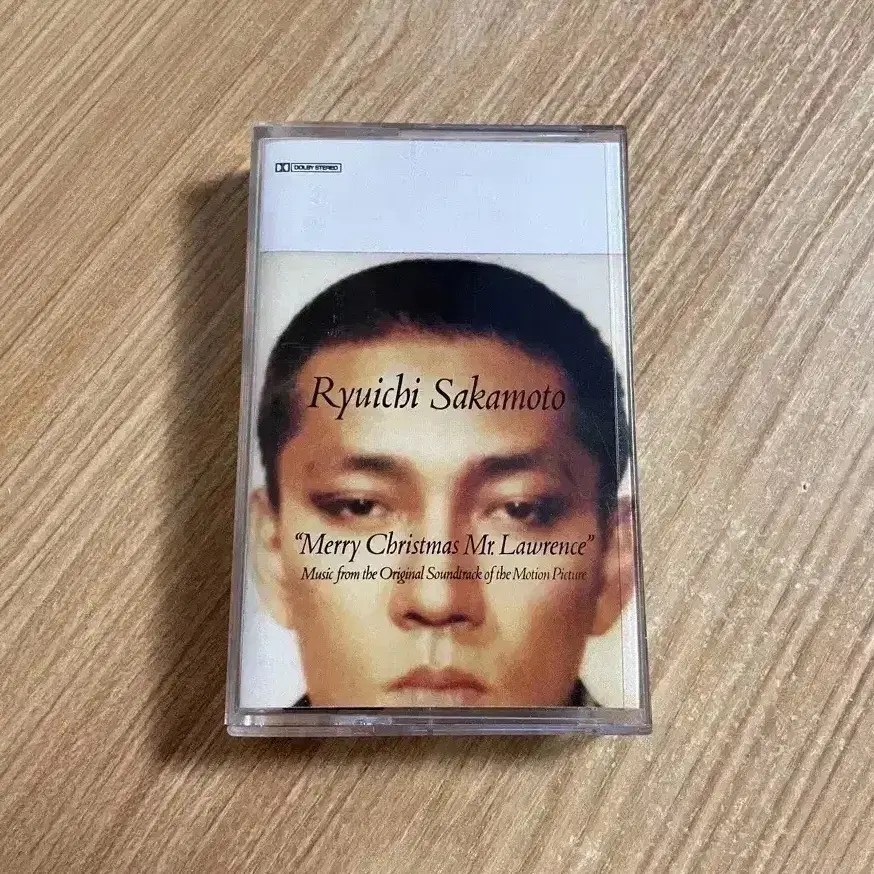 DOLBY STEREO
Ryuichi Sakamoto
“Merry Christmas Mr. Lawrence”
Music from the Original Soundtrack of the Motion Picture